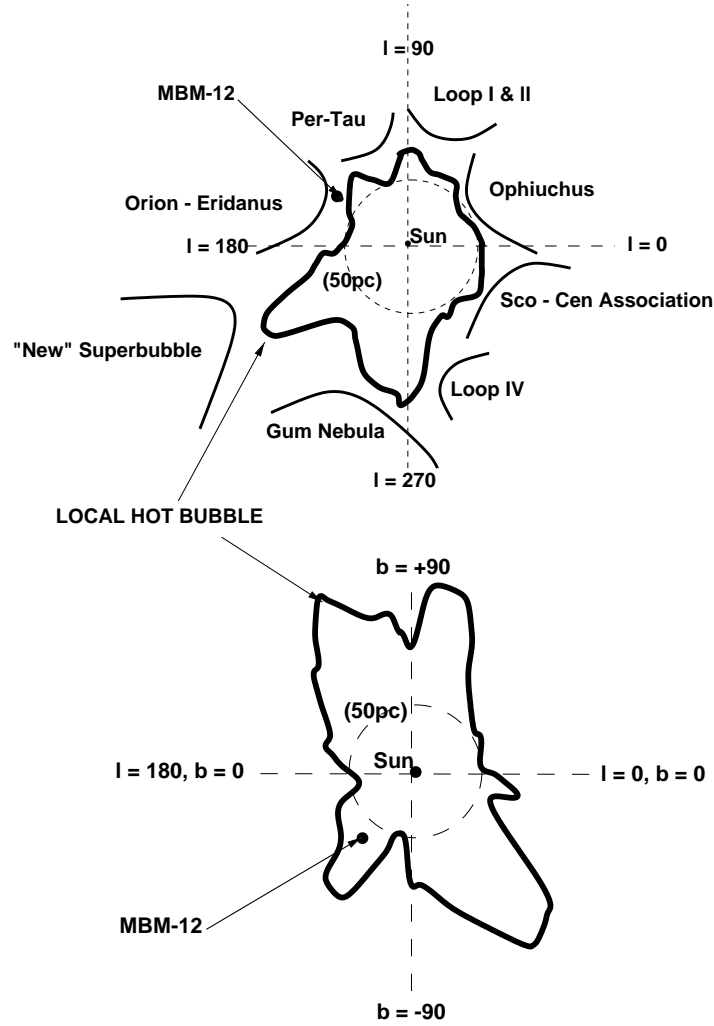 l = 90
MBM-12
Loop I & II
Per-Tau
Ophiuchus
Orion - Eridanus
Sun
l = 180
l = 0
(50pc)
Sco - Cen Association
"New" Superbubble
Loop IV
Gum Nebula
l = 270
LOCAL HOT BUBBLE
b = +90
(50pc)
Sun
l = 180, b = 0
l = 0, b = 0
MBM-12
b = -90